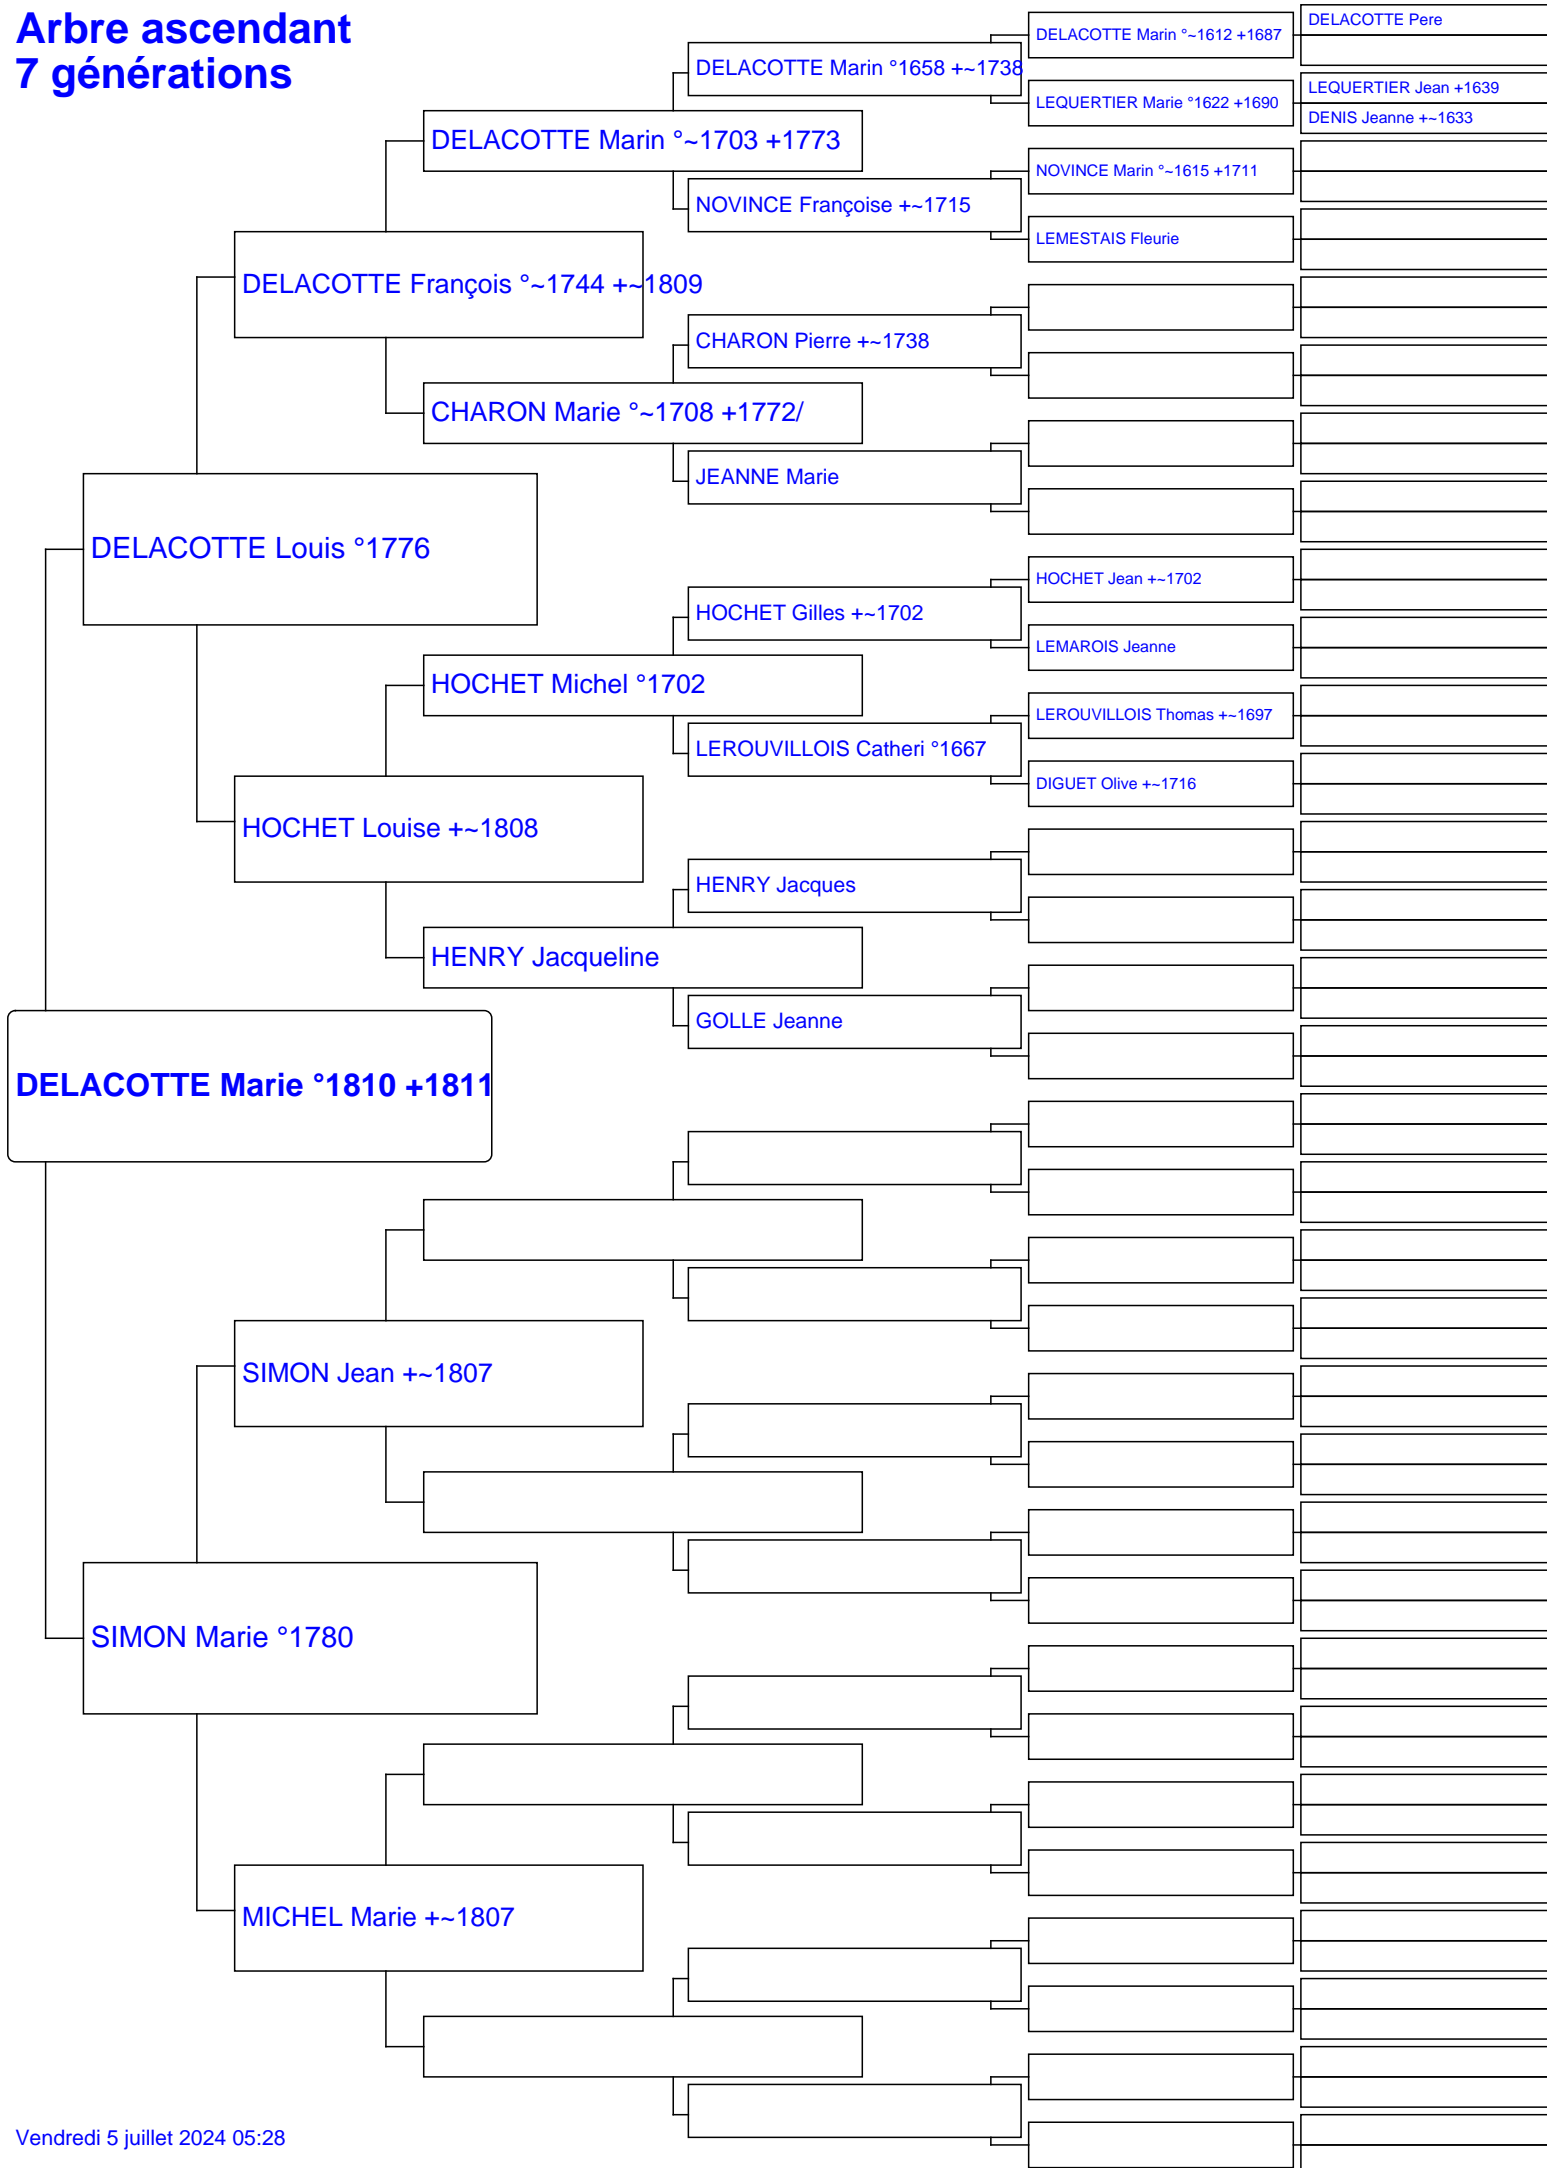 Arbre ascendant
7 générations
DELACOTTE Pere
DELACOTTE Marin °~1612 +1687
DELACOTTE Marin °1658 +~1738
LEQUERTIER Jean +1639
LEQUERTIER Marie °1622 +1690
DENIS Jeanne +~1633
DELACOTTE Marin °~1703 +1773
NOVINCE Marin °~1615 +1711
NOVINCE Françoise +~1715
LEMESTAIS Fleurie
DELACOTTE François °~1744 +~1809
CHARON Pierre +~1738
CHARON Marie °~1708 +1772/
JEANNE Marie
DELACOTTE Louis °1776
HOCHET Jean +~1702
HOCHET Gilles +~1702
LEMAROIS Jeanne
HOCHET Michel °1702
LEROUVILLOIS Thomas +~1697
LEROUVILLOIS Catheri °1667
DIGUET Olive +~1716
HOCHET Louise +~1808
HENRY Jacques
HENRY Jacqueline
GOLLE Jeanne
DELACOTTE Marie °1810 +1811
SIMON Jean +~1807
SIMON Marie °1780
MICHEL Marie +~1807
Vendredi 5 juillet 2024 05:28